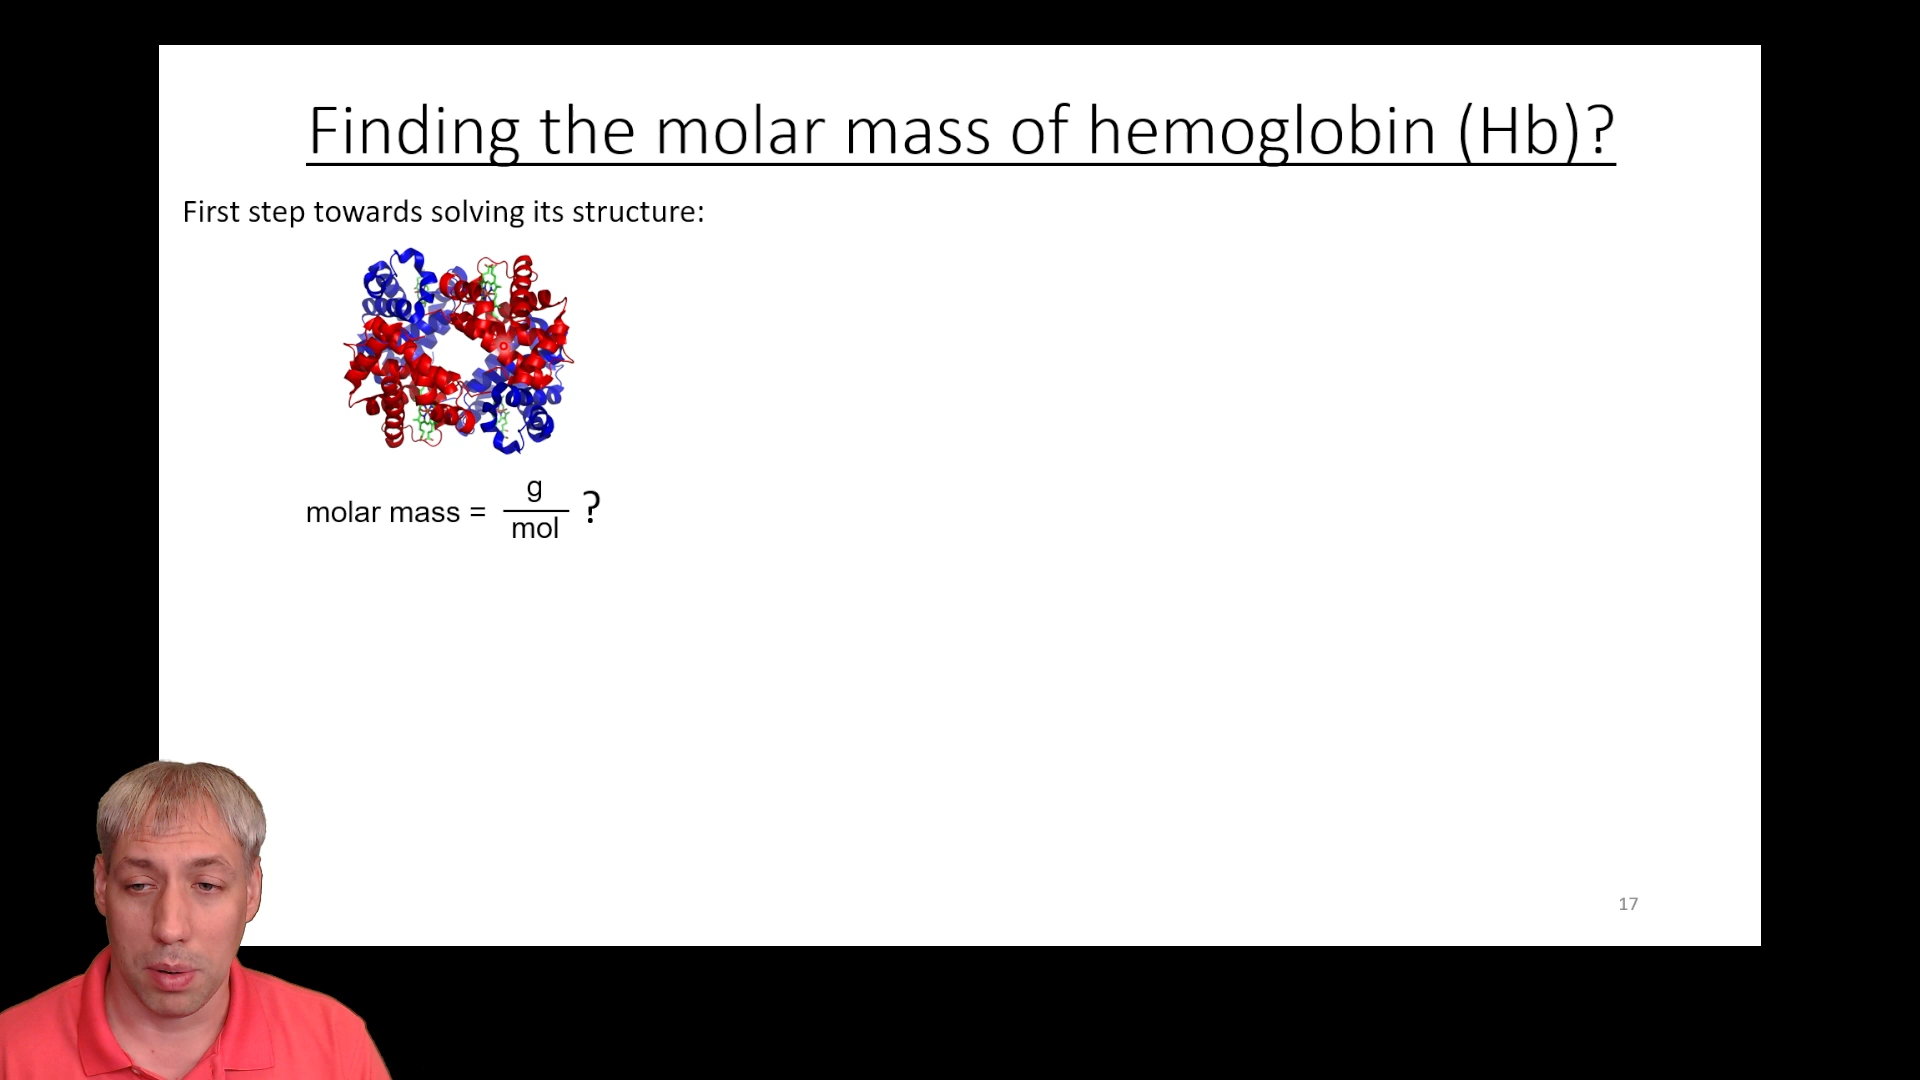 Finding the molar mass of hemoglobin (Hb)?
First step towards solving its structure:
molar mass = g/mol ?
17